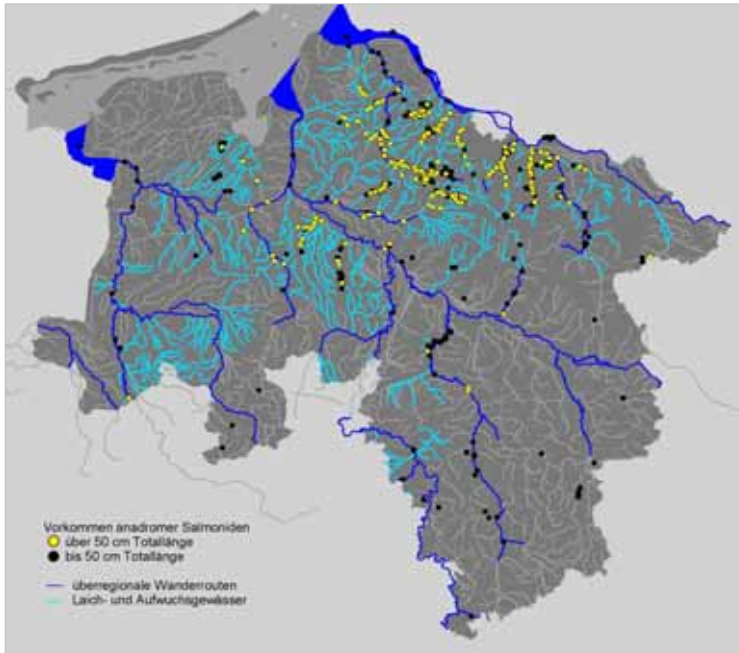 Vorkommen anadromer Salmoniden
über 50 cm Totallänge
bis 50 cm Totallänge
überregionale Wanderrouten
Laich- und Aufwuchsgewässer